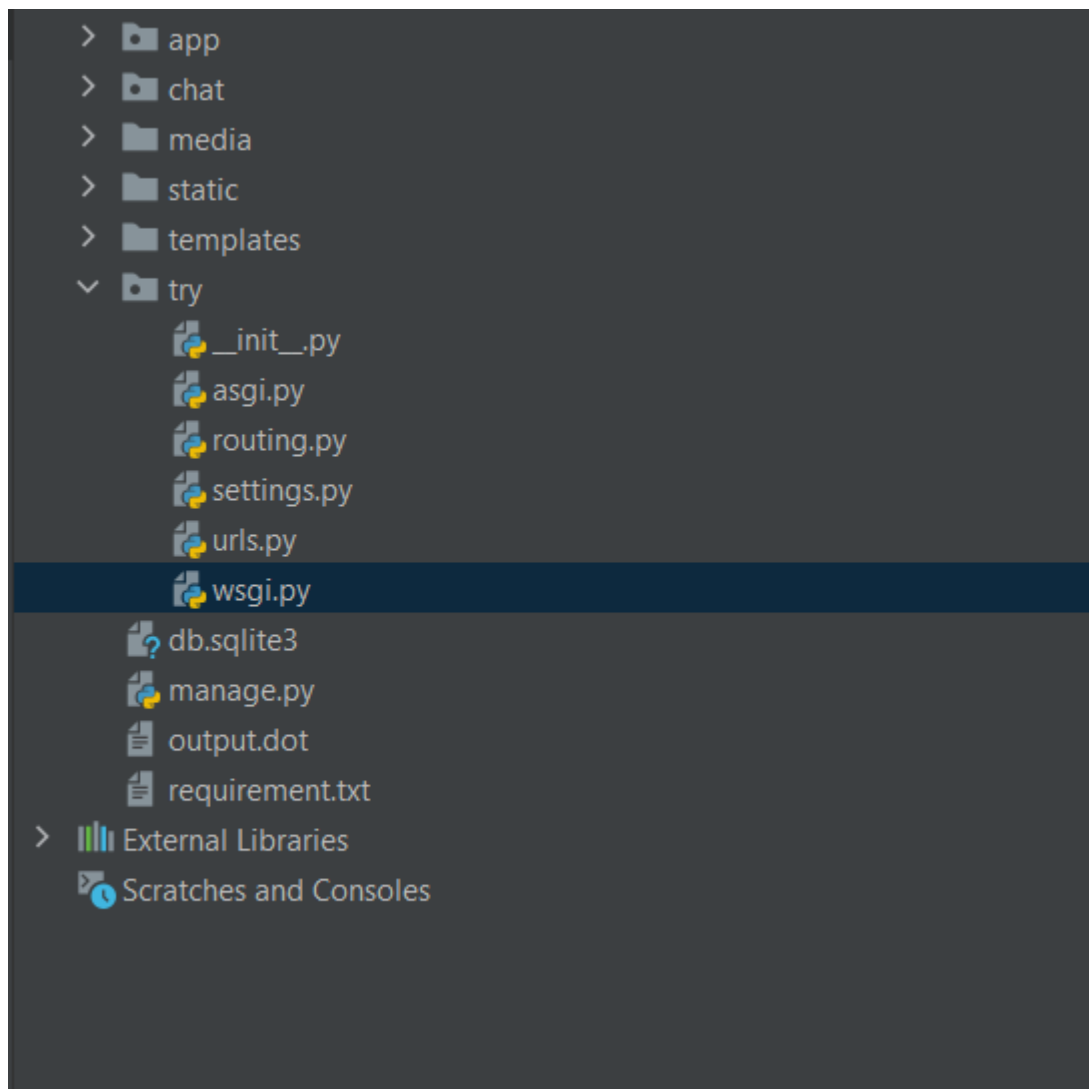 app
chat
media
static
templates
try
__init__.py
asgi.py
routing.py
settings.py
urls.py
wsgi.py
db.sqlite3
manage.py
output.dot
requirement.txt
External Libraries
Scratches and Consoles